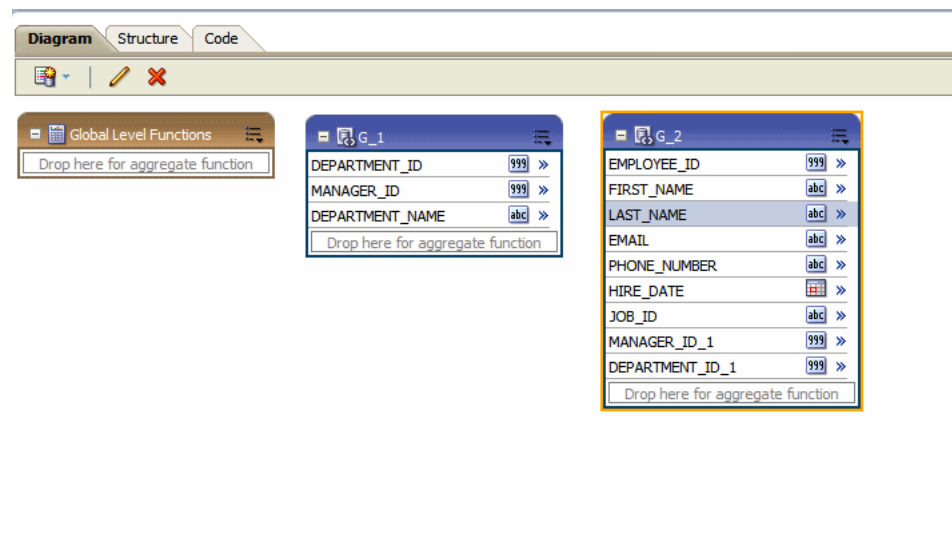 Diagram Structure Code
Global Level Functions
Drop here for aggregate function
G_1
DEPARTMENT_ID 999
MANAGER_ID 999
DEPARTMENT_NAME abc
Drop here for aggregate function
G_2
EMPLOYEE_ID 999
FIRST_NAME abc
LAST_NAME abc
EMAIL abc
PHONE_NUMBER abc
HIRE_DATE
JOB_ID abc
MANAGER_ID_1 999
DEPARTMENT_ID_1 999
Drop here for aggregate function